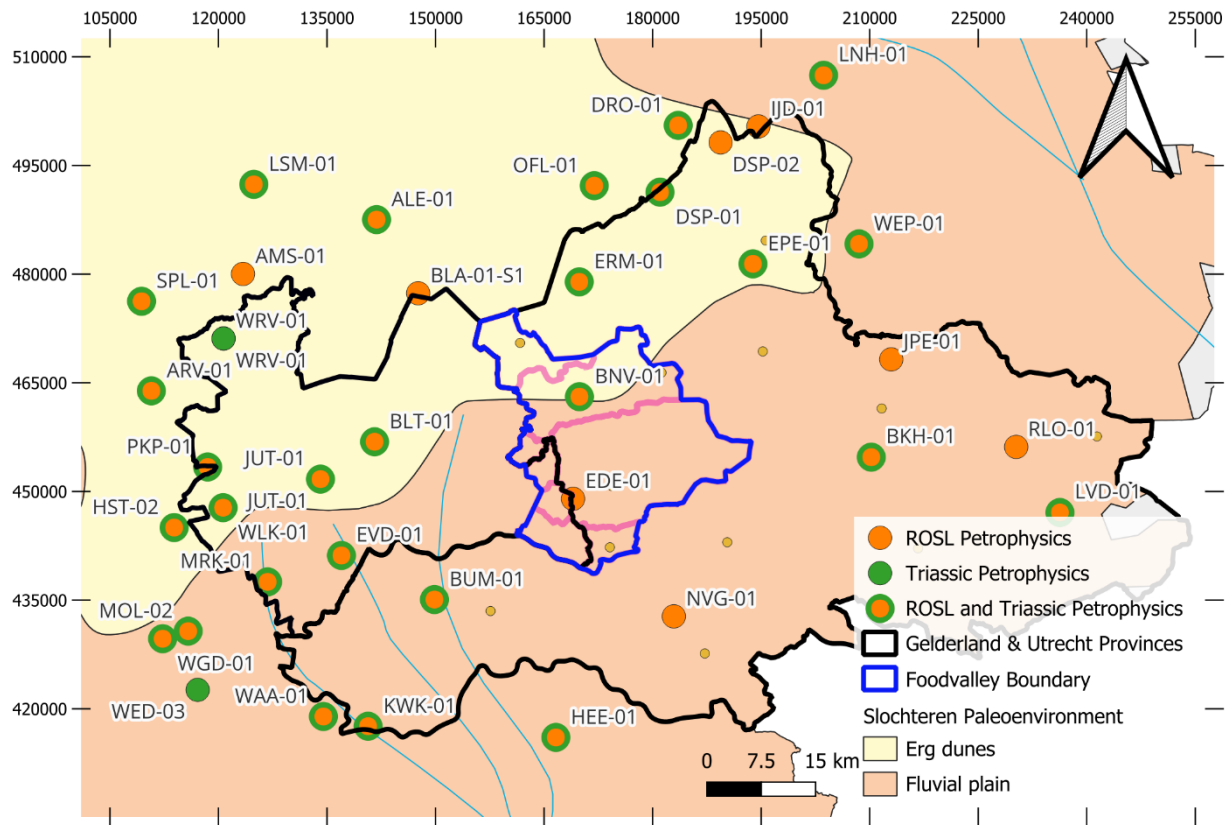 105000 120000 135000 150000 165000 180000 195000 210000 225000 240000 255000
510000
LNH-01
DRO-01
IJD-01
DSP-02
495000
LSM-01
OFL-01
ALE-01
DSP-01
WEP-01
EPE-01
480000
AMS-01
BLA-01-S1
ERM-01
SPL-01
WRV-01
WRV-01
JPE-01
465000
ARV-01
BNV-01
BLT-01
RLO-01
PKP-01
JUT-01
BKH-01
450000
EDE-01
LVD-01
HST-02
JUT-01
WLK-01
EVD-01
MRK-01
BUM-01
435000
NVG-01
MOL-02
WGD-01
WED-03
WAA-01
KWK-01
420000
HEE-01
ROSL Petrophysics
Triassic Petrophysics
ROSL and Triassic Petrophysics
Gelderland & Utrecht Provinces
Foodvalley Boundary
Slochteren Paleoenvironment
Erg dunes
Fluvial plain
0 7.5 15 km